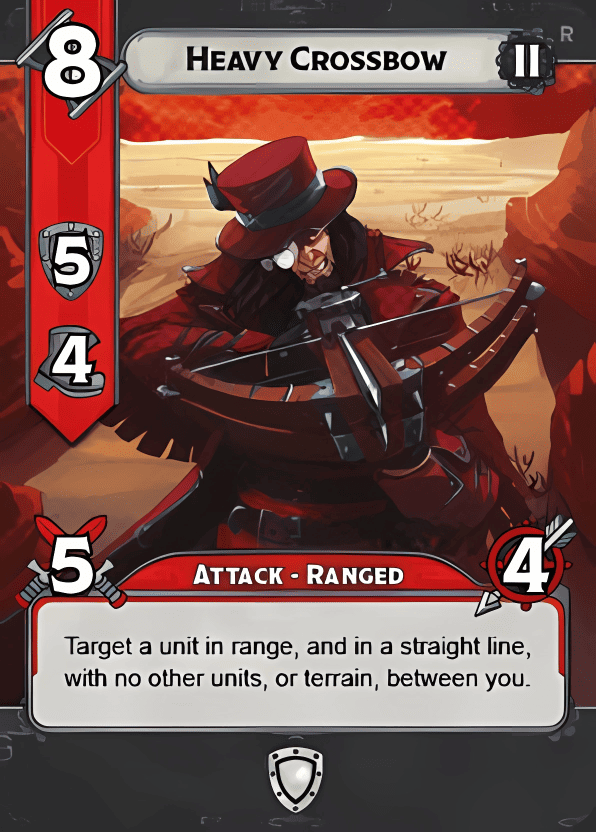 R
8
HEAVY CROSSBOW
II
5
4
5
ATTACK - RANGED
4
Target a unit in range, and in a straight line,
with no other units, or terrain, between you.